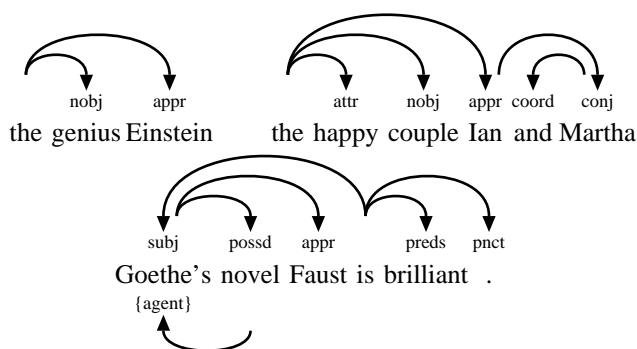 nobj appr attr nobj appr coord conj
the genius Einstein the happy couple Ian and Martha
subj possd appr preds pnct
Goethe's novel Faust is brilliant .
{agent}